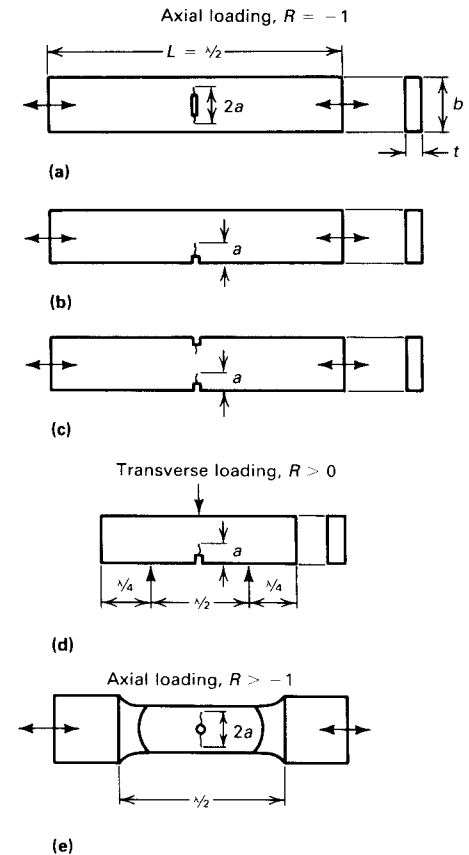 Axial loading, R = −1
L = λ/2
2a
b
t
(a)
a
(b)
a
(c)
Transverse loading, R > 0
a
λ/4 λ/2 λ/4
(d)
Axial loading, R > −1
2a
λ/2
(e)